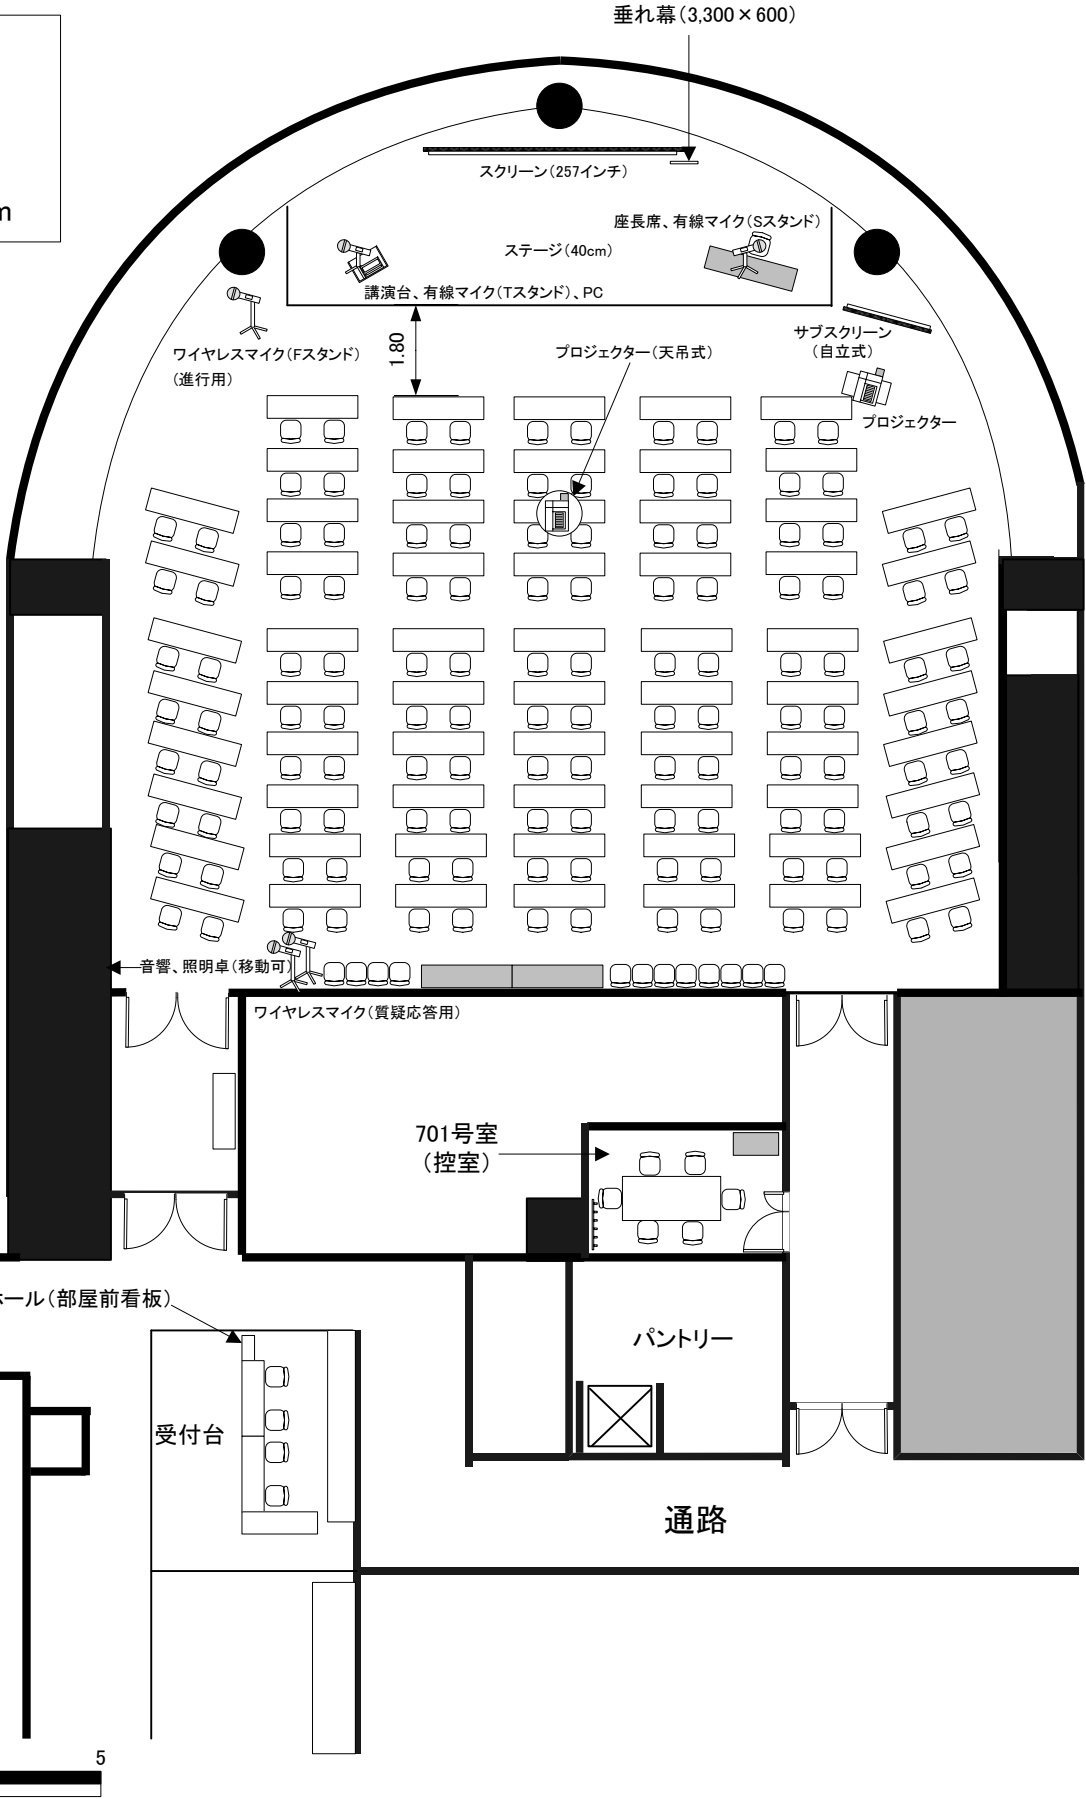 垂れ幕(3,300×600)
m
スクリーン(257インチ)
座長席、有線マイク(Sスタンド)
ステージ(40cm)
講演台、有線マイク(Tスタンド)、PC
ワイヤレスマイク(Fスタンド)
(進行用)
1.80
プロジェクター(天吊式)
サブスクリーン
(自立式)
プロジェクター
音響、照明卓(移動可)
ワイヤレスマイク(質疑応答用)
701号室
(控室)
ホール(部屋前看板)
パントリー
受付台
通路
5